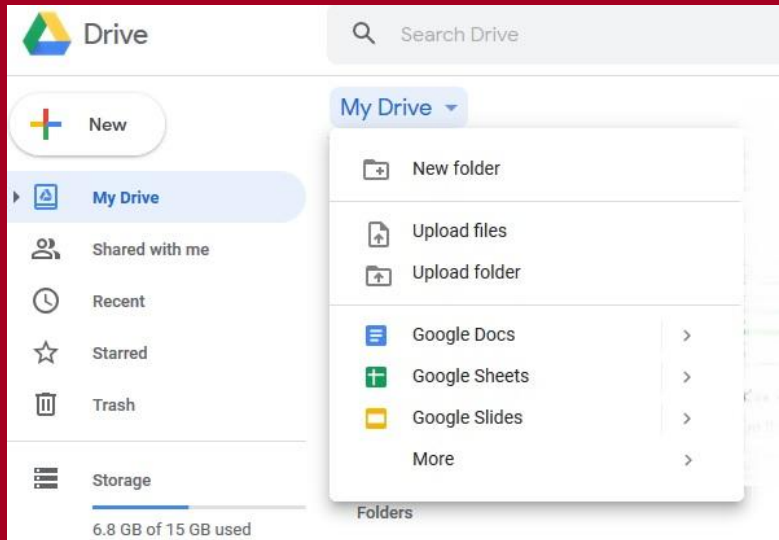 Drive
Search Drive
New
My Drive
My Drive
Shared with me
Recent
Starred
Trash
Storage
6.8 GB of 15 GB used
New folder
Upload files
Upload folder
Google Docs
Google Sheets
Google Slides
More
Folders